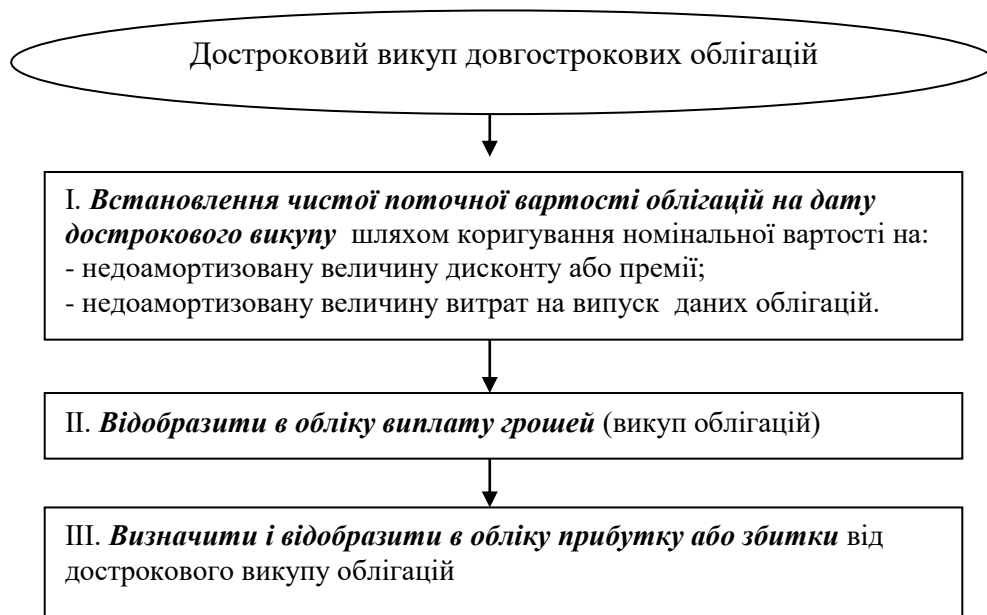 Достроковий викуп довгострокових облігацій
І. Встановлення чистої поточної вартості облігацій на дату
дострокового викупу шляхом коригування номінальної вартості на:
- недоамортизовану величину дисконту або премії;
- недоамортизовану величину витрат на випуск даних облігацій.
ІІ. Відобразити в обліку виплату грошей (викуп облігацій)
ІІІ. Визначити і відобразити в обліку прибутку або збитки від
дострокового викупу облігацій